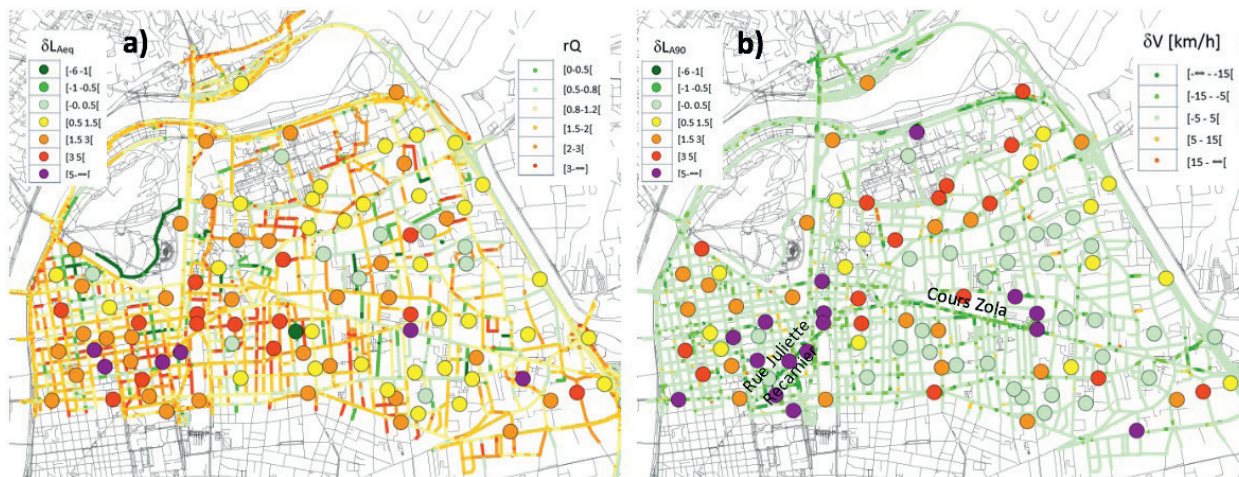 a)
δLAeq
[-6 -1[
[-1 -0.5[
[-0. 0.5[
[0.5 1.5[
[1.5 3[
[3 5[
[5-∞[
rQ
[0-0.5[
[0.5-0.8[
[0.8-1.2[
[1.5-2[
[2-3[
[3-∞[
b)
δLA90
[-6 -1[
[-1 -0.5[
[-0. 0.5[
[0.5 1.5[
[1.5 3[
[3 5[
[5-∞[
δV [km/h]
[-∞ - -15[
[-15 - -5[
[-5 - 5[
[5 - 15[
[15 - ∞[
Cours Zola
Rue Juliette
Récamier